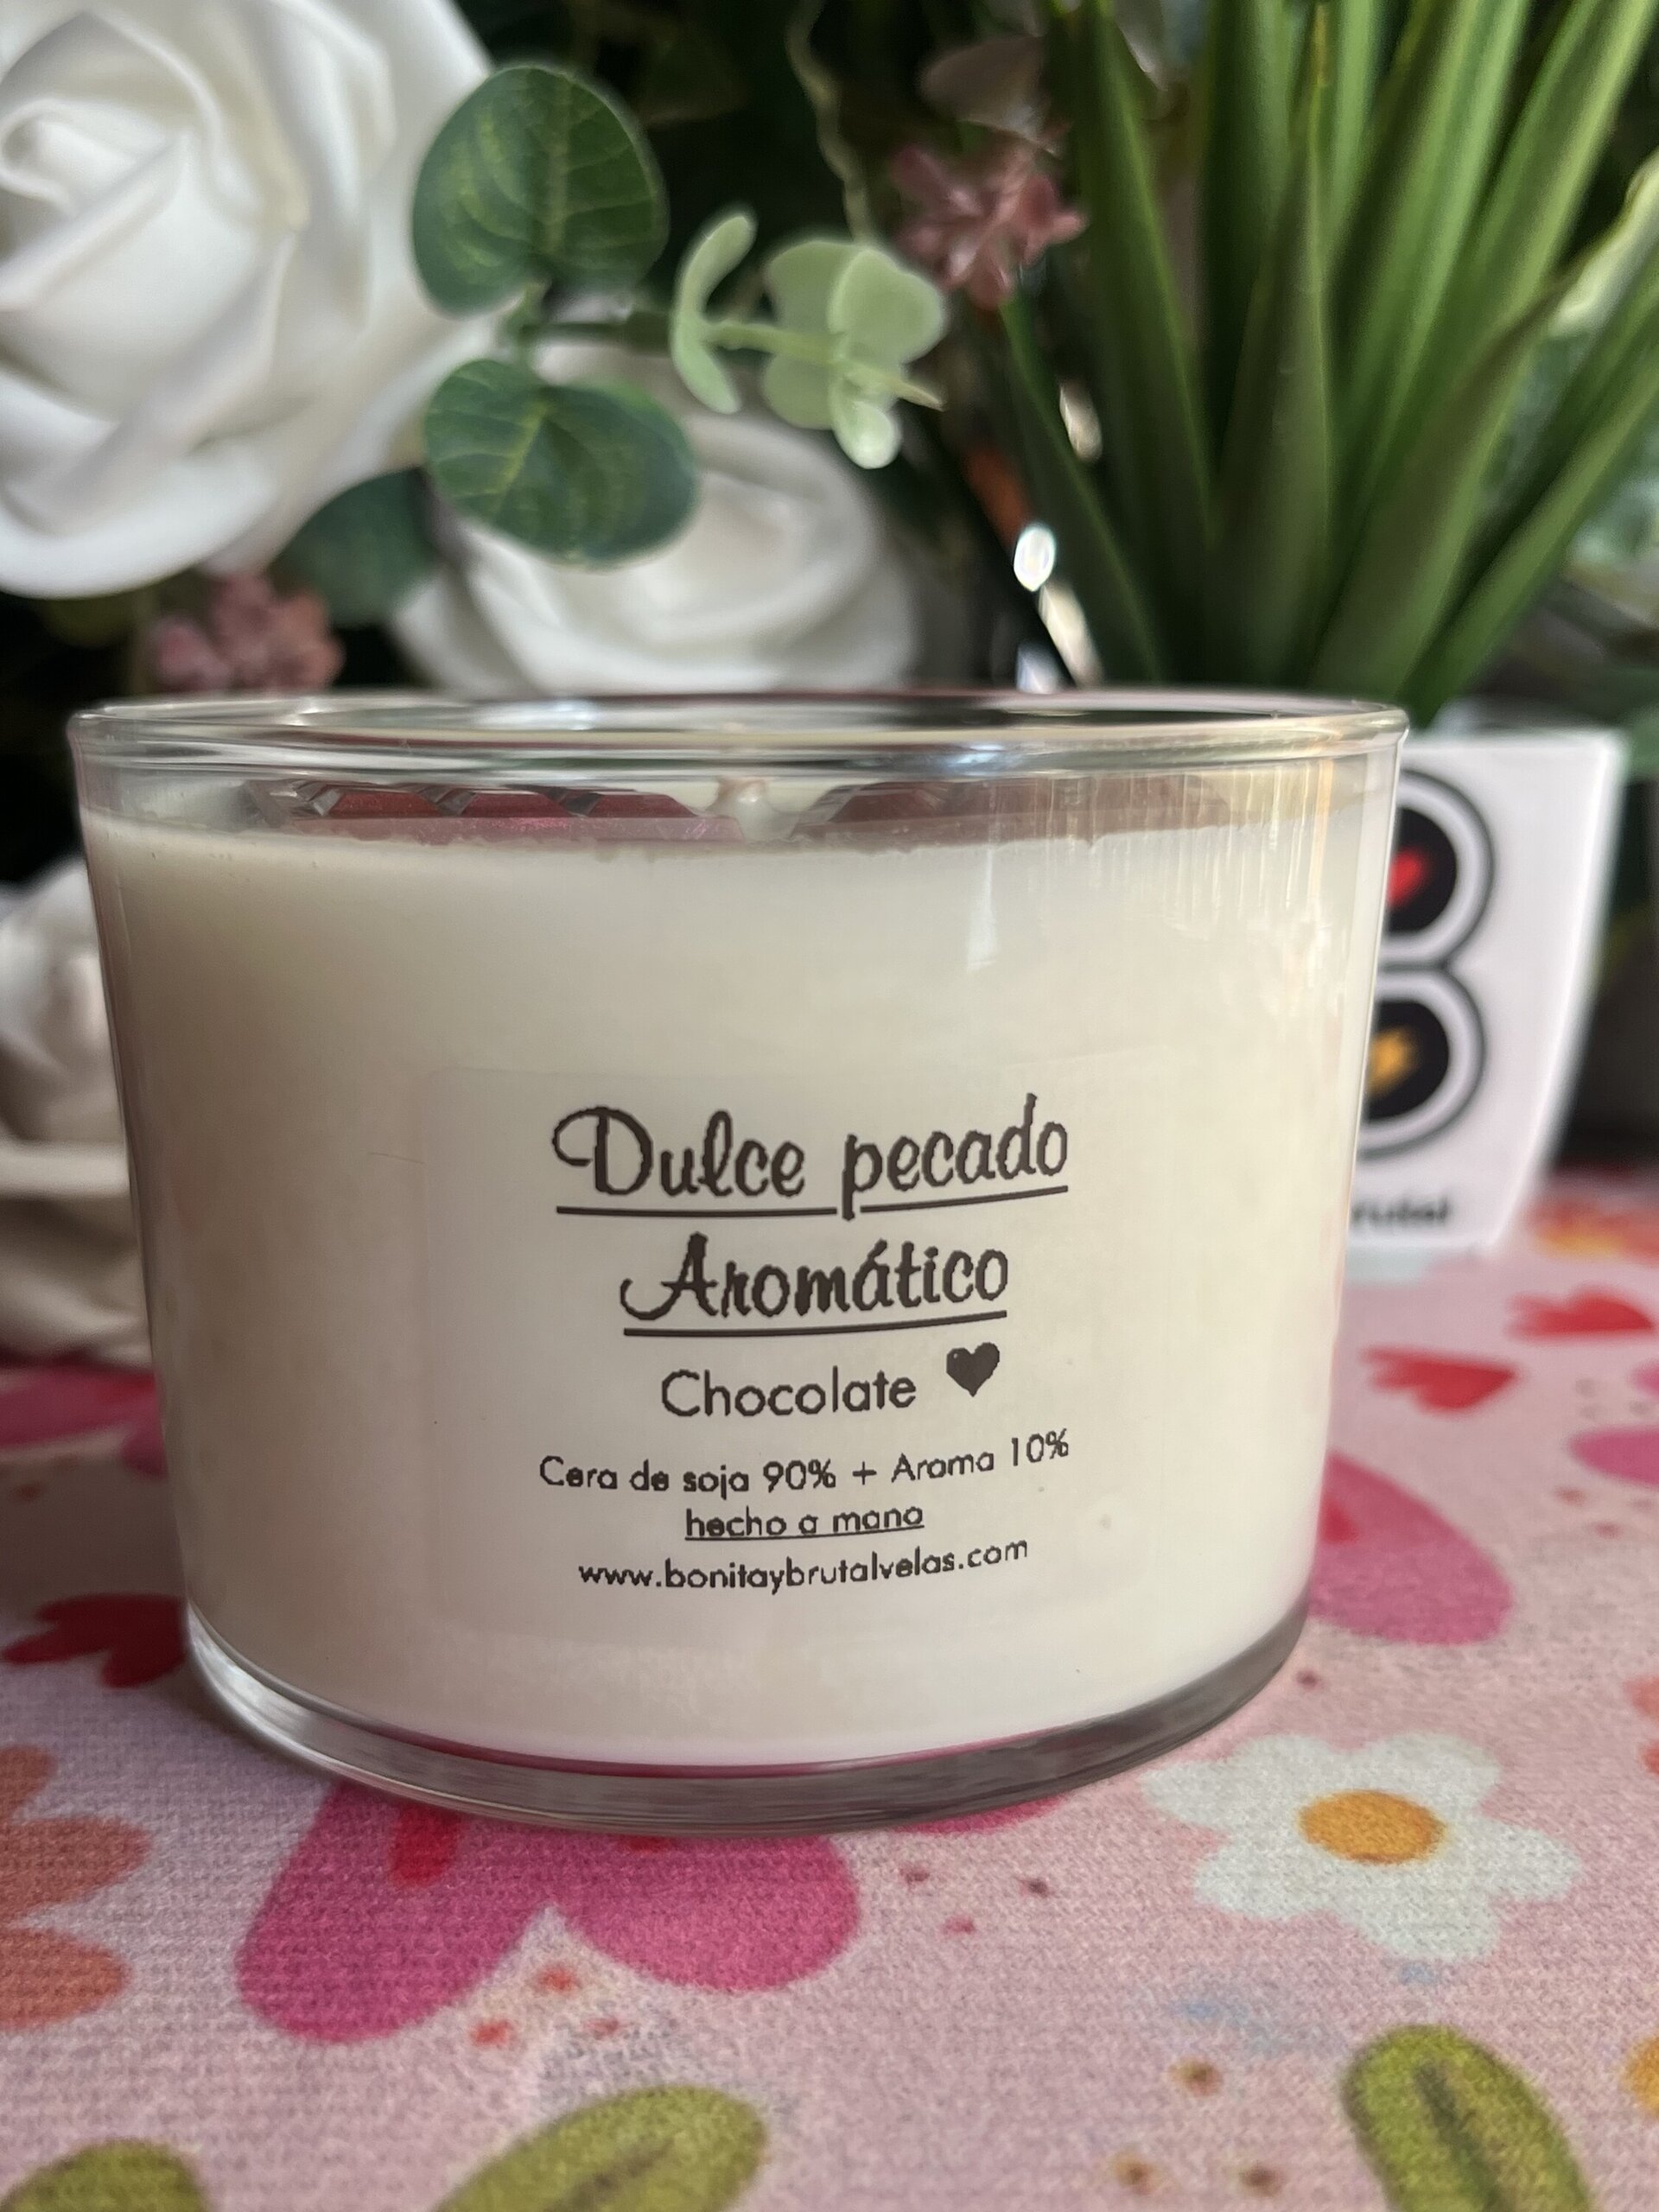 Dulce pecado
Aromático
Chocolate ♥
Cera de soja 90% + Aroma 10%
hecho a mano
www.bonitaybrutalvelas.com